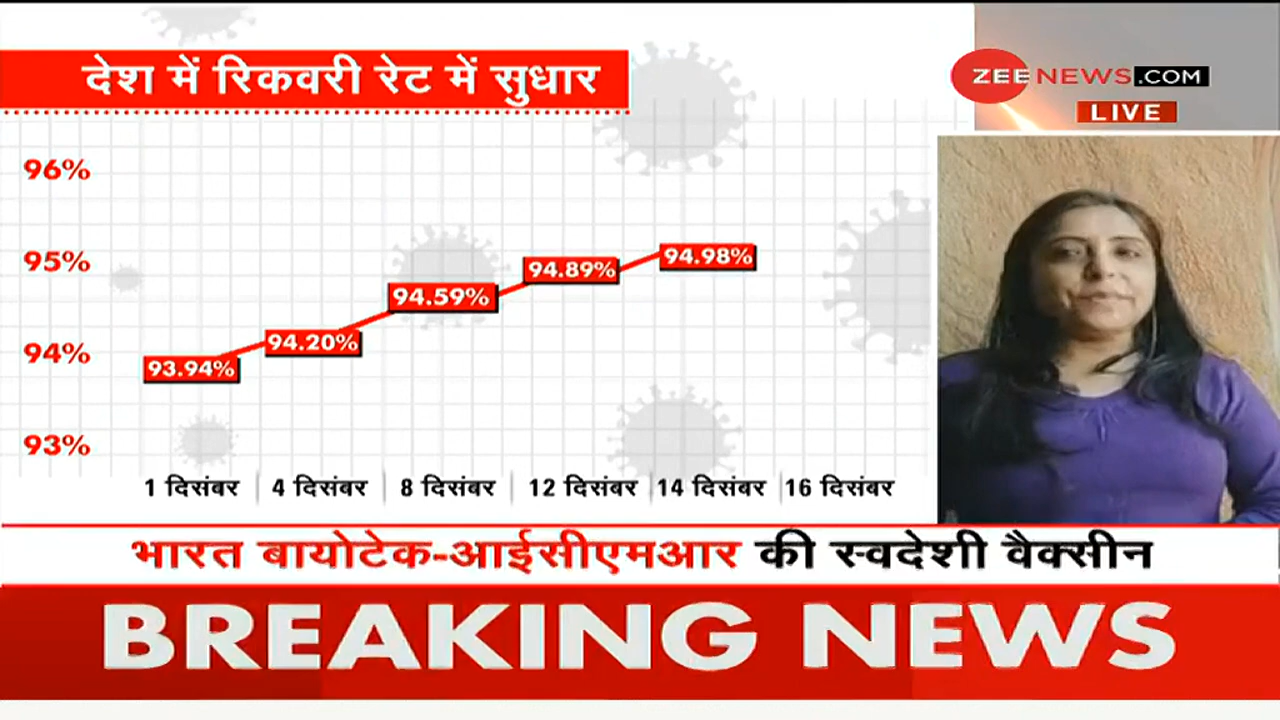 देश में रिकवरी रेट में सुधार
ZEENEWS.COM
LIVE
96%
95%
94%
93%
93.94%
94.20%
94.59%
94.89%
94.98%
1 दिसंबर
4 दिसंबर
8 दिसंबर
12 दिसंबर
14 दिसंबर
16 दिसंबर
भारत बायोटेक-आईसीएमआर की स्वदेशी वैक्सीन
BREAKING NEWS